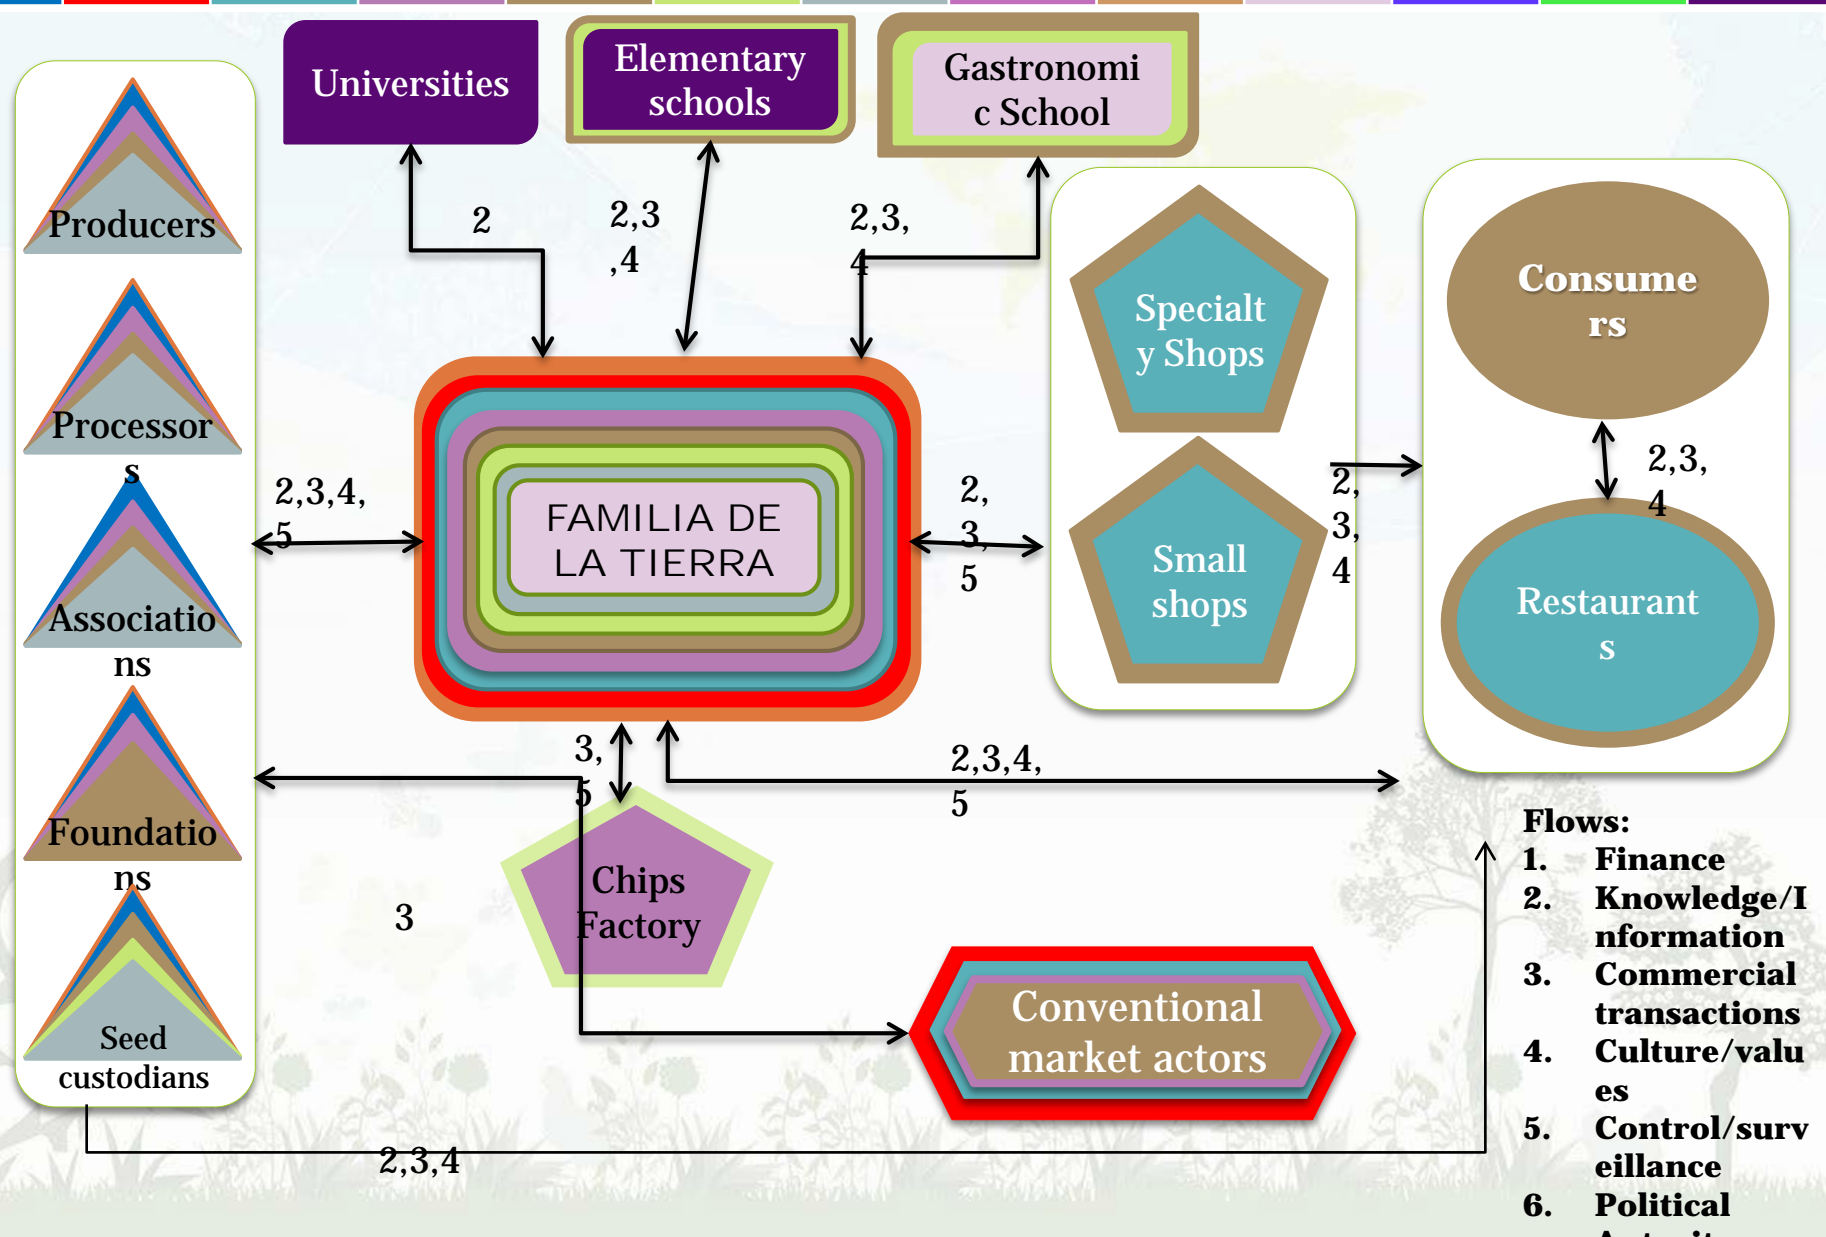 Universities
Elementary
schools
Gastronomi
c School
Producers
Processor
s
Associatio
ns
Foundatio
ns
Seed
custodians
2
2,3
,4
2,3,
4
2,3,4,
5
FAMILIA DE
LA TIERRA
2,
3,
5
Specialt
y Shops
Small
shops
2,
3,
4
Consume
rs
2,3,
4
Restaurant
s
3,
5
2,3,4,
5
Chips
Factory
3
Conventional
market actors
2,3,4
Flows:
1. Finance
2. Knowledge/I
nformation
3. Commercial
transactions
4. Culture/valu
es
5. Control/surv
eillance
6. Political